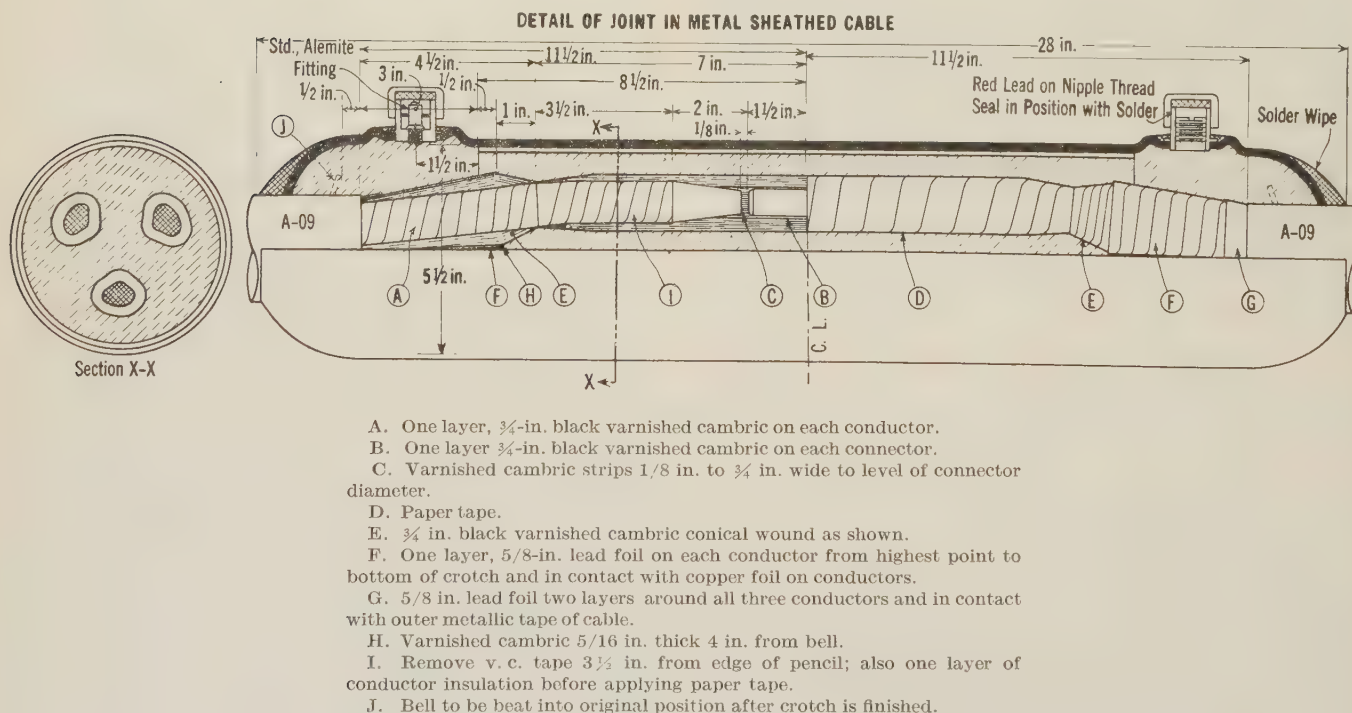 DETAIL OF JOINT IN METAL SHEATHED CABLE
28 in.
Std., Alemite
Fitting
11 1/2 in.
11 1/2 in.
4 1/2 in.
7 in.
3 in.
1/2 in.
8 1/2 in.
1/2 in.
Red Lead on Nipple Thread
Seal in Position with Solder
Solder Wipe
1 in.
3 1/2 in.
X
2 in.
1 1/2 in.
1/8 in.
J
1 1/2 in.
A-09
A-09
5 1/2 in.
A
F
H
E
I
C
B
D
E
F
G
C. L.
X
Section X-X
A. One layer, ¾-in. black varnished cambric on each conductor.
B. One layer ¾-in. black varnished cambric on each connector.
C. Varnished cambric strips 1/8 in. to ¾ in. wide to level of connector
diameter.
D. Paper tape.
E. ¾ in. black varnished cambric conical wound as shown.
F. One layer, 5/8-in. lead foil on each conductor from highest point to
bottom of crotch and in contact with copper foil on conductors.
G. 5/8 in. lead foil two layers around all three conductors and in contact
with outer metallic tape of cable.
H. Varnished cambric 5/16 in. thick 4 in. from bell.
I. Remove v. c. tape 3½ in. from edge of pencil; also one layer of
conductor insulation before applying paper tape.
J. Bell to be beat into original position after crotch is finished.